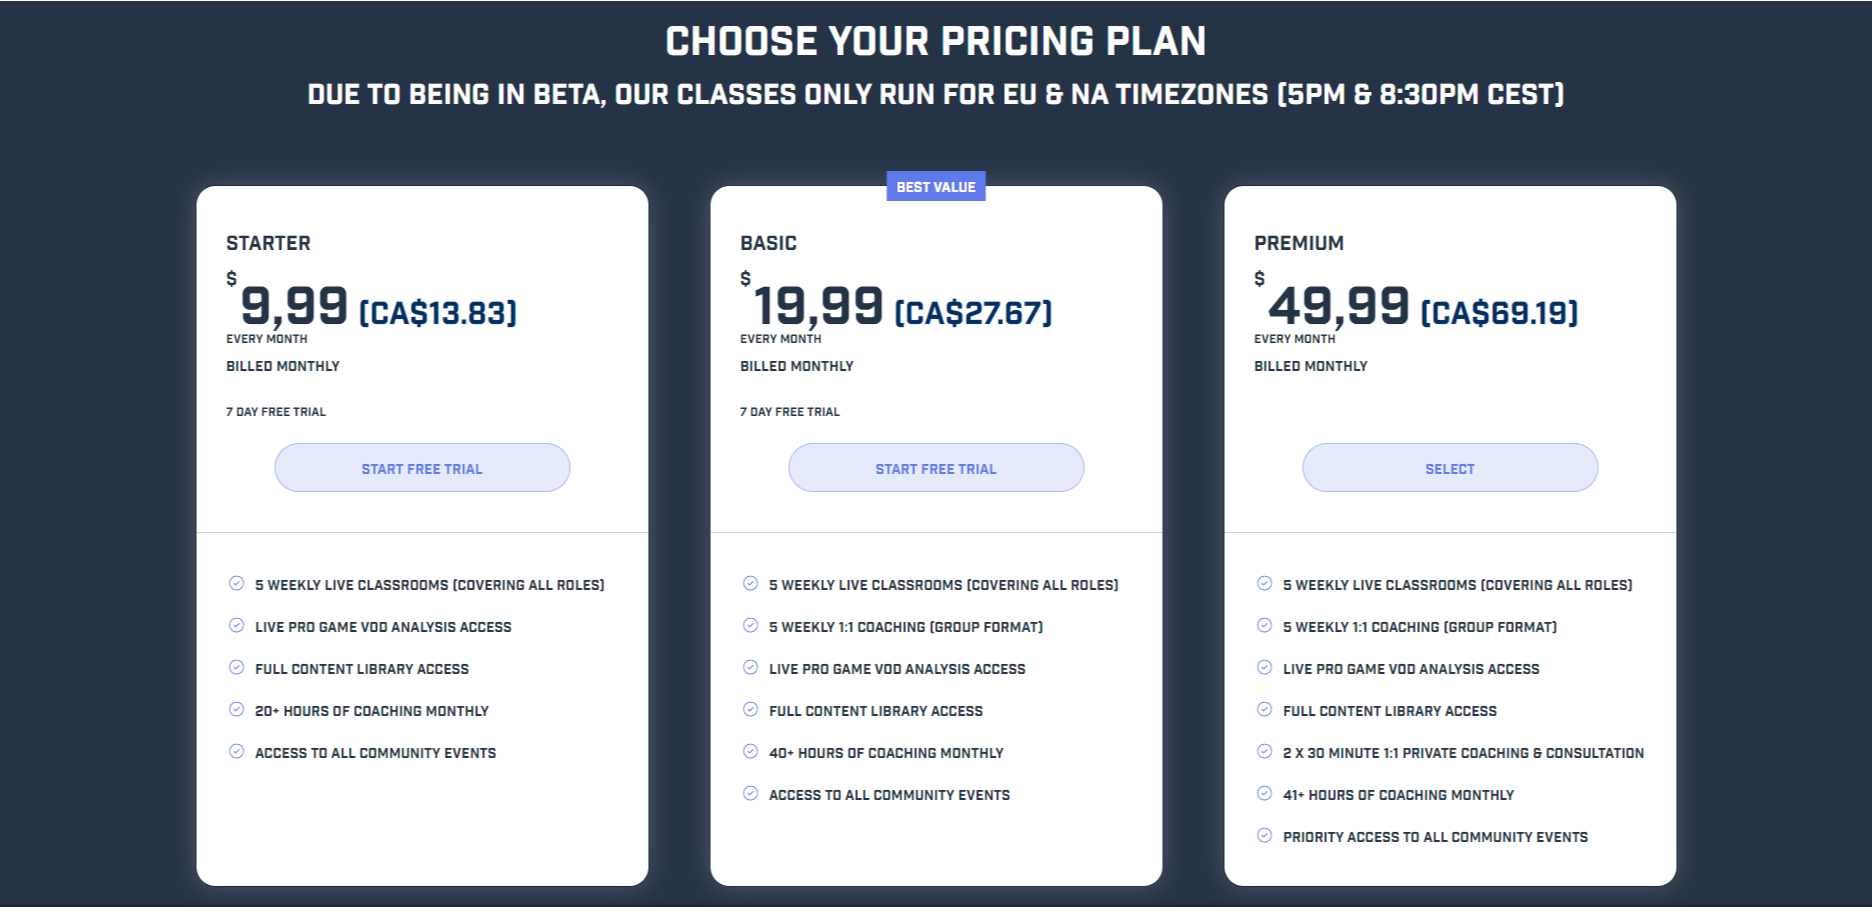 CHOOSE YOUR PRICING PLAN
DUE TO BEING IN BETA, OUR CLASSES ONLY RUN FOR EU & NA TIMEZONES (5PM & 8:30PM CEST)
STARTER
$
9,99 (CA$13.83)
EVERY MONTH
BILLED MONTHLY
7 DAY FREE TRIAL
START FREE TRIAL
5 WEEKLY LIVE CLASSROOMS (COVERING ALL ROLES)
LIVE PRO GAME VOD ANALYSIS ACCESS
FULL CONTENT LIBRARY ACCESS
20+ HOURS OF COACHING MONTHLY
ACCESS TO ALL COMMUNITY EVENTS
BEST VALUE
BASIC
$
19,99 (CA$27.67)
EVERY MONTH
BILLED MONTHLY
7 DAY FREE TRIAL
START FREE TRIAL
5 WEEKLY LIVE CLASSROOMS (COVERING ALL ROLES)
5 WEEKLY 1:1 COACHING (GROUP FORMAT)
LIVE PRO GAME VOD ANALYSIS ACCESS
FULL CONTENT LIBRARY ACCESS
40+ HOURS OF COACHING MONTHLY
ACCESS TO ALL COMMUNITY EVENTS
PREMIUM
$
49,99 (CA$69.19)
EVERY MONTH
BILLED MONTHLY
SELECT
5 WEEKLY LIVE CLASSROOMS (COVERING ALL ROLES)
5 WEEKLY 1:1 COACHING (GROUP FORMAT)
LIVE PRO GAME VOD ANALYSIS ACCESS
FULL CONTENT LIBRARY ACCESS
2 X 30 MINUTE 1:1 PRIVATE COACHING & CONSULTATION
41+ HOURS OF COACHING MONTHLY
PRIORITY ACCESS TO ALL COMMUNITY EVENTS